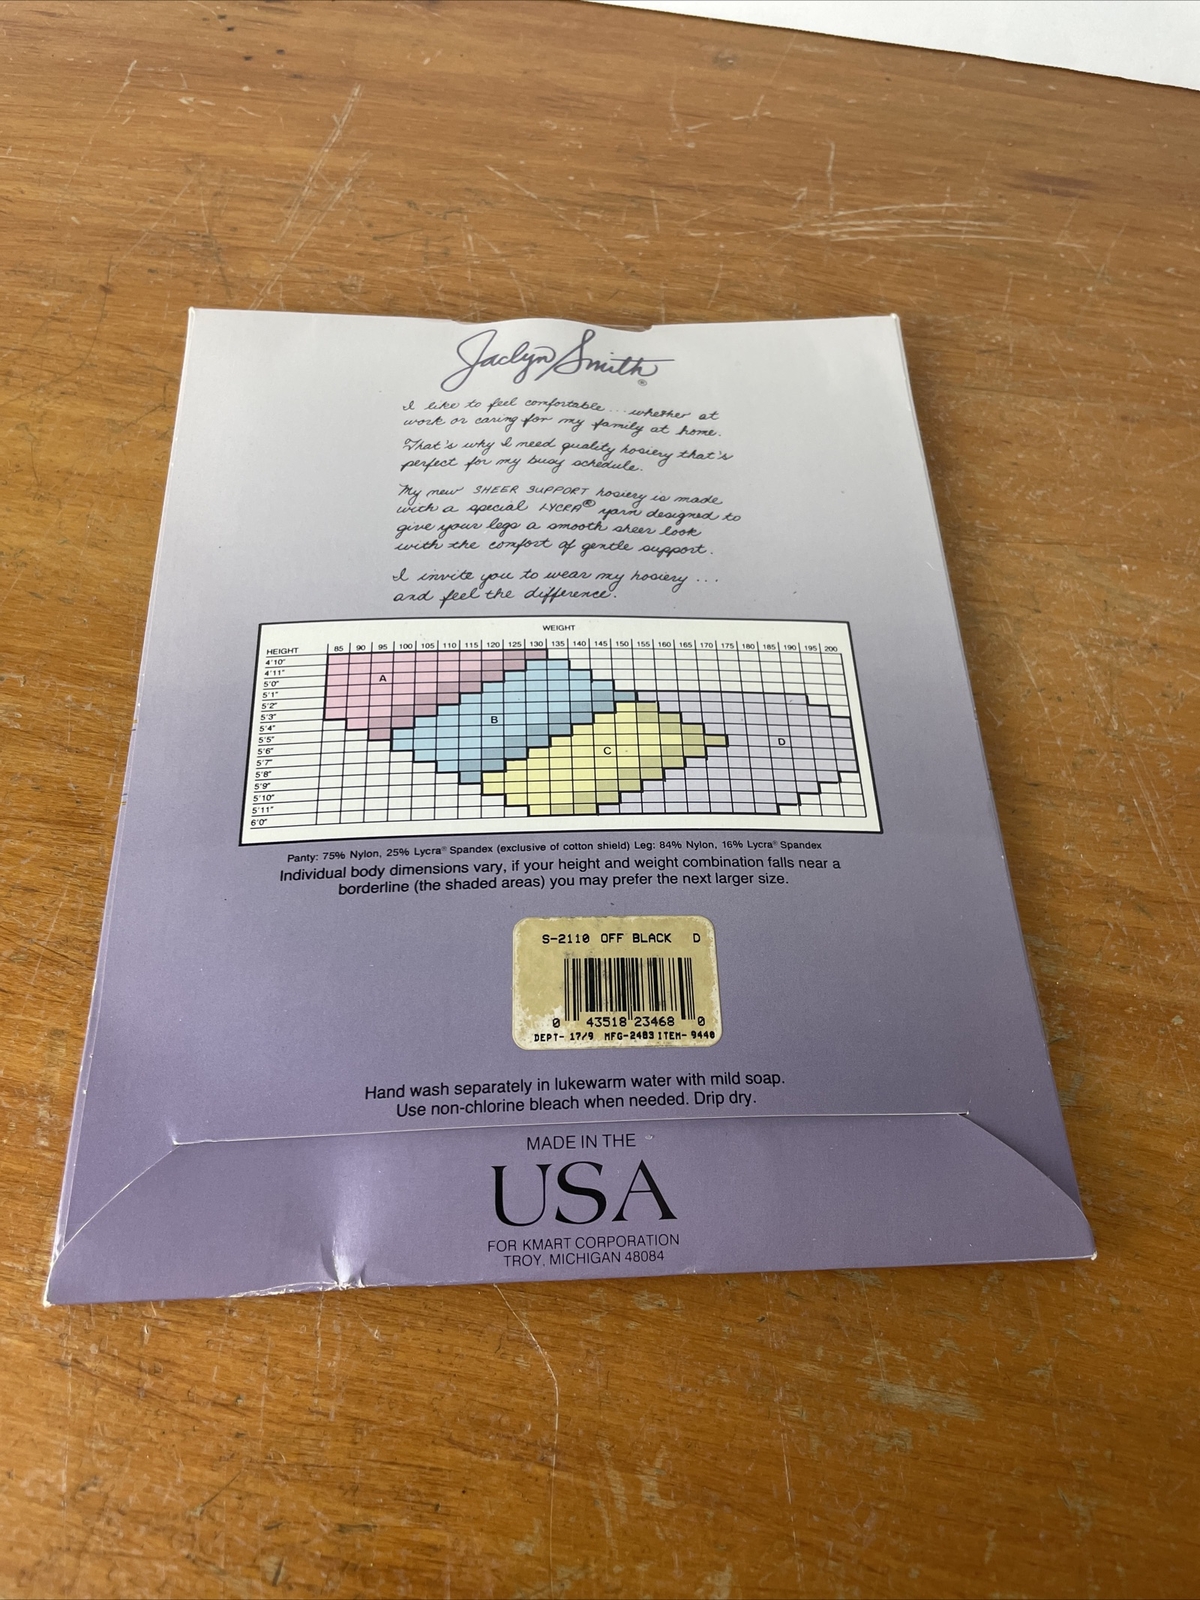 Jaclyn Smith®
I like to feel comfortable... whether at
work or caring for my family at home.
That's why I need quality hosiery that's
perfect for my busy schedule.
My new SHEER SUPPORT hosiery is made
with a special LYCRA® yarn designed to
give your legs a smooth sheer look
with the comfort of gentle support.
I invite you to wear my hosiery ...
and feel the difference.
WEIGHT
HEIGHT 85 90 95 100 105 110 115 120 125 130 135 140 145 150 155 160 165 170 175 180 185 190 195 200
4'10"
4'11"
5'0"
5'1"
5'2"
5'3"
5'4"
5'5"
5'6"
5'7"
5'8"
5'9"
5'10"
5'11"
6'0"
A
B
C
D
Panty: 75% Nylon, 25% Lycra® Spandex (exclusive of cotton shield) Leg: 84% Nylon, 16% Lycra® Spandex
Individual body dimensions vary, if your height and weight combination falls near a
borderline (the shaded areas) you may prefer the next larger size.
S-2110 OFF BLACK D
0 43518 23468 0
DEPT- 17/9 MFG-2483 ITEM- 9440
Hand wash separately in lukewarm water with mild soap.
Use non-chlorine bleach when needed. Drip dry.
MADE IN THE
USA
FOR KMART CORPORATION
TROY, MICHIGAN 48084